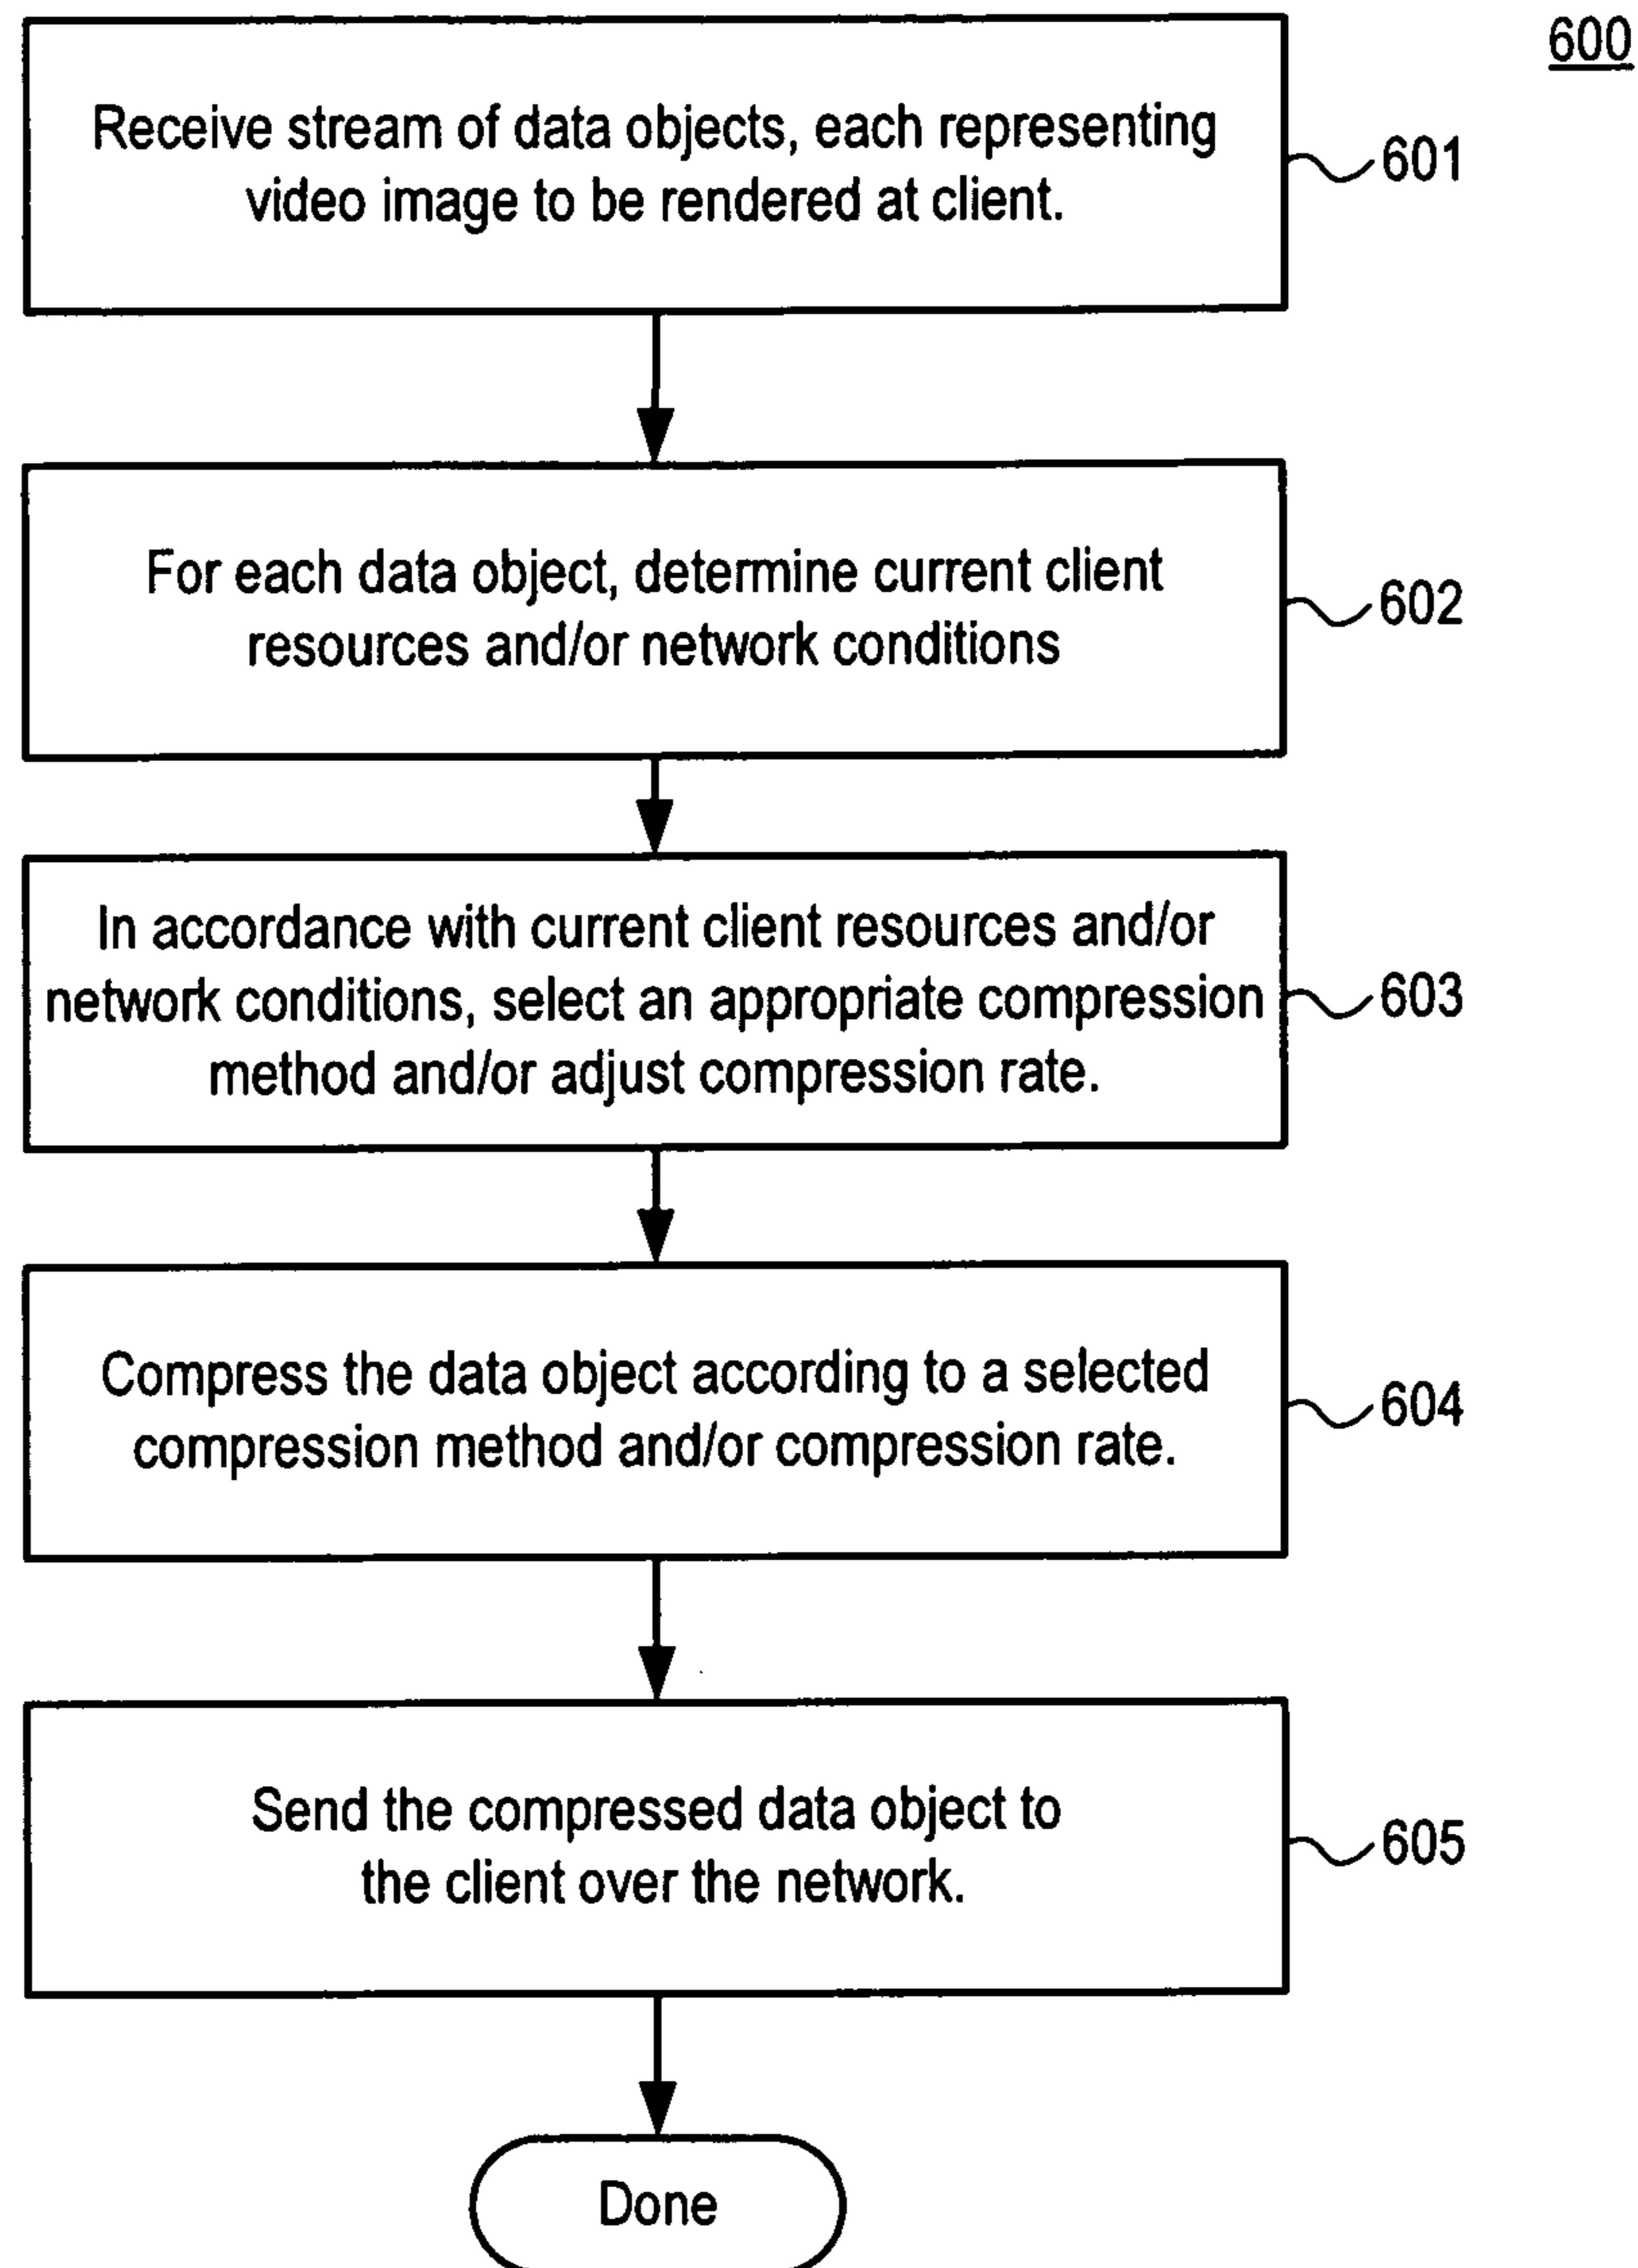 600
Receive stream of data objects, each representing
video image to be rendered at client.
601
For each data object, determine current client
resources and/or network conditions
602
In accordance with current client resources and/or
network conditions, select an appropriate compression
method and/or adjust compression rate.
603
Compress the data object according to a selected
compression method and/or compression rate.
604
Send the compressed data object to
the client over the network.
605
Done